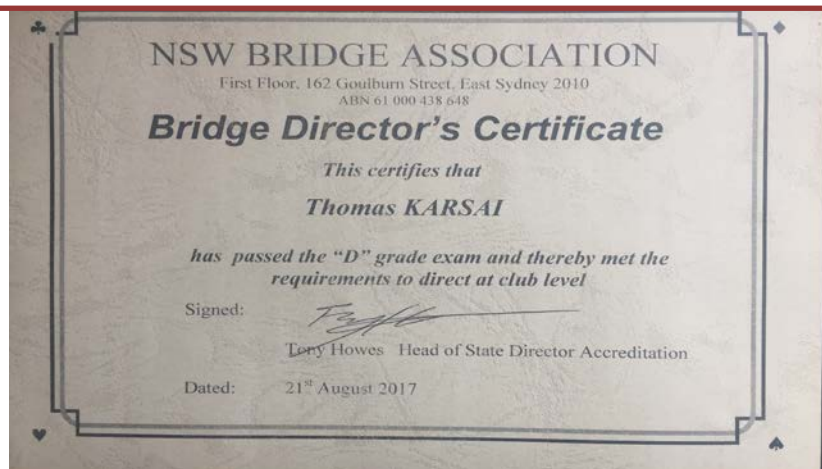 NSW BRIDGE ASSOCIATION
First Floor, 162 Goulburn Street, East Sydney 2010
ABN 61 000 438 648
Bridge Director's Certificate
This certifies that
Thomas KARSAI
has passed the “D” grade exam and thereby met the
requirements to direct at club level
Signed:
Tony Howes Head of State Director Accreditation
Dated: 21st August 2017